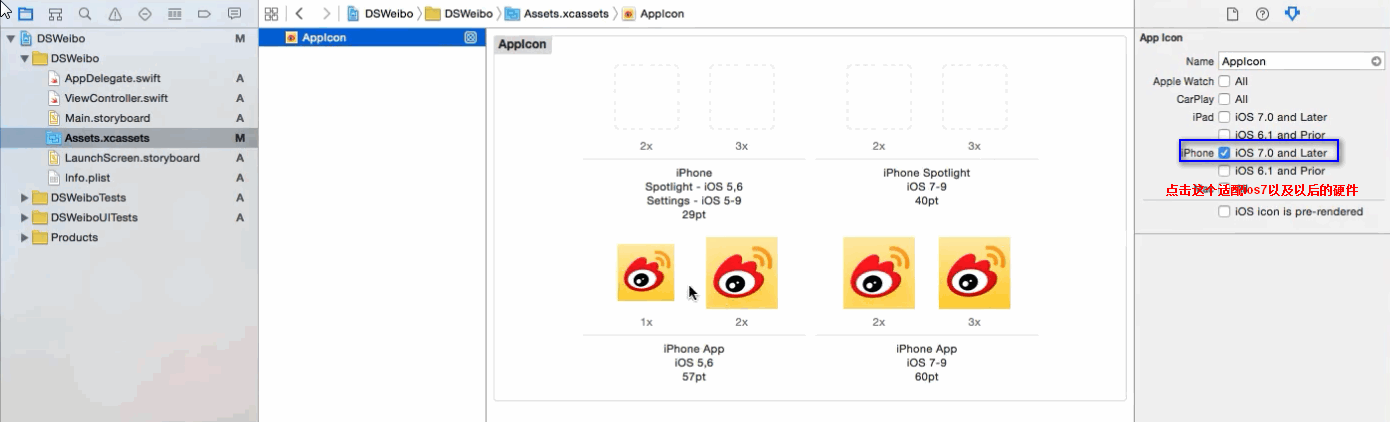 DSWeibo
DSWeibo
Assets.xcassets
AppIcon
DSWeibo M
DSWeibo
AppDelegate.swift A
ViewController.swift A
Main.storyboard A
Assets.xcassets M
LaunchScreen.storyboard A
Info.plist A
DSWeiboTests A
DSWeiboUITests A
Products
AppIcon
AppIcon
2x 3x
iPhone
Spotlight - iOS 5,6
Settings - iOS 5-9
29pt
2x 3x
iPhone Spotlight
iOS 7-9
40pt
1x 2x
iPhone App
iOS 5,6
57pt
2x 3x
iPhone App
iOS 7-9
60pt
App Icon
Name AppIcon
Apple Watch All
CarPlay All
iPad iOS 7.0 and Later
iOS 6.1 and Prior
iPhone iOS 7.0 and Later
iOS 6.1 and Prior
点击这个适配ios7以及以后的硬件
iOS icon is pre-rendered